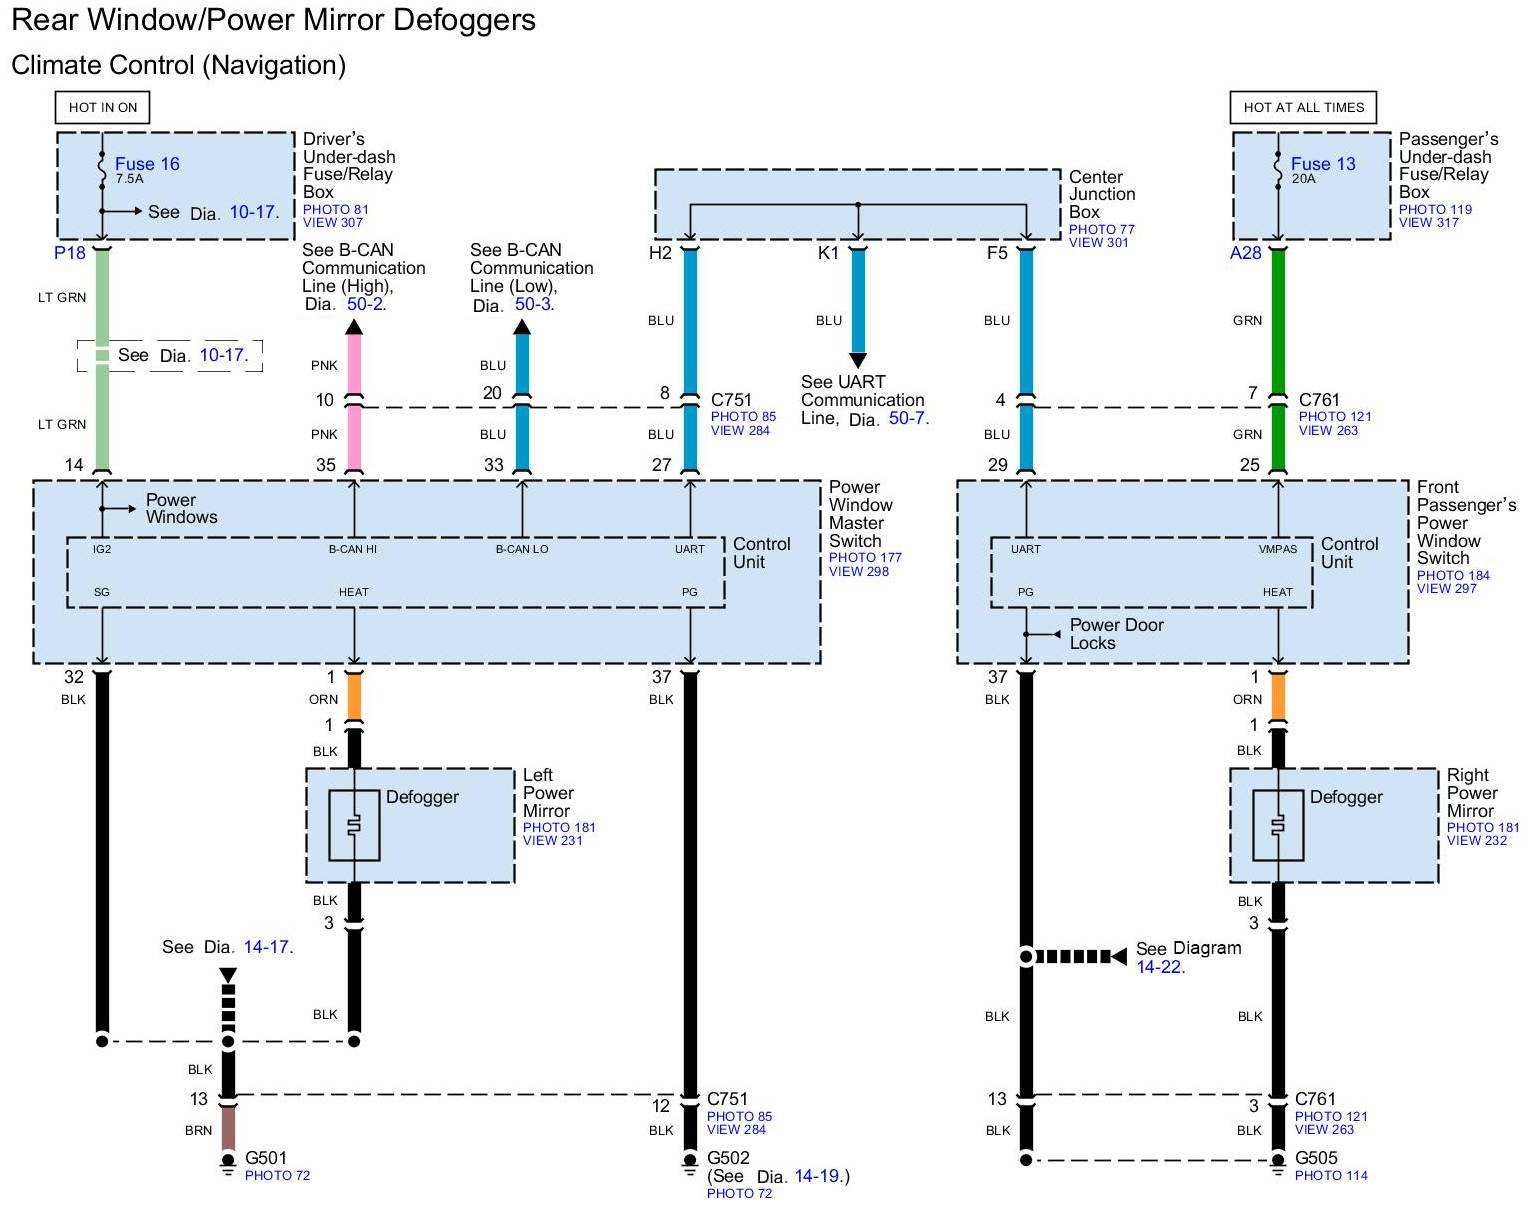 Rear Window/Power Mirror Defoggers
Climate Control (Navigation)
HOT IN ON
Fuse 16
7.5A
See Dia. 10-17.
Driver's
Under-dash
Fuse/Relay
Box
PHOTO 81
VIEW 307
Center
Junction
Box
PHOTO 77
VIEW 301
HOT AT ALL TIMES
Fuse 13
20A
Passenger's
Under-dash
Fuse/Relay
Box
PHOTO 119
VIEW 317
P18
See B-CAN
Communication
Line (High),
Dia. 50-2.
See B-CAN
Communication
Line (Low),
Dia. 50-3.
H2
K1
F5
A28
LT GRN
BLU
BLU
BLU
GRN
See Dia. 10-17.
PNK
BLU
See UART
Communication
Line, Dia. 50-7.
10
20
8
C751
PHOTO 85
VIEW 284
4
7
C761
PHOTO 121
VIEW 263
LT GRN
PNK
BLU
BLU
BLU
GRN
14
35
33
27
29
25
Power
Windows
IG2
B-CAN HI
B-CAN LO
UART
Control
Unit
SG
HEAT
PG
Power
Window
Master
Switch
PHOTO 177
VIEW 298
UART
VMPAS
Control
Unit
PG
HEAT
Power Door
Locks
Front
Passenger's
Power
Window
Switch
PHOTO 184
VIEW 297
32
1
37
37
1
BLK
ORN
BLK
BLK
ORN
1
1
BLK
BLK
Defogger
Left
Power
Mirror
PHOTO 181
VIEW 231
Defogger
Right
Power
Mirror
PHOTO 181
VIEW 232
BLK
BLK
3
3
See Dia. 14-17.
See Diagram
14-22.
BLK
BLK
BLK
BLK
13
12
C751
PHOTO 85
VIEW 284
13
3
C761
PHOTO 121
VIEW 263
BRN
BLK
BLK
BLK
G501
PHOTO 72
G502
(See Dia. 14-19.)
PHOTO 72
G505
PHOTO 114